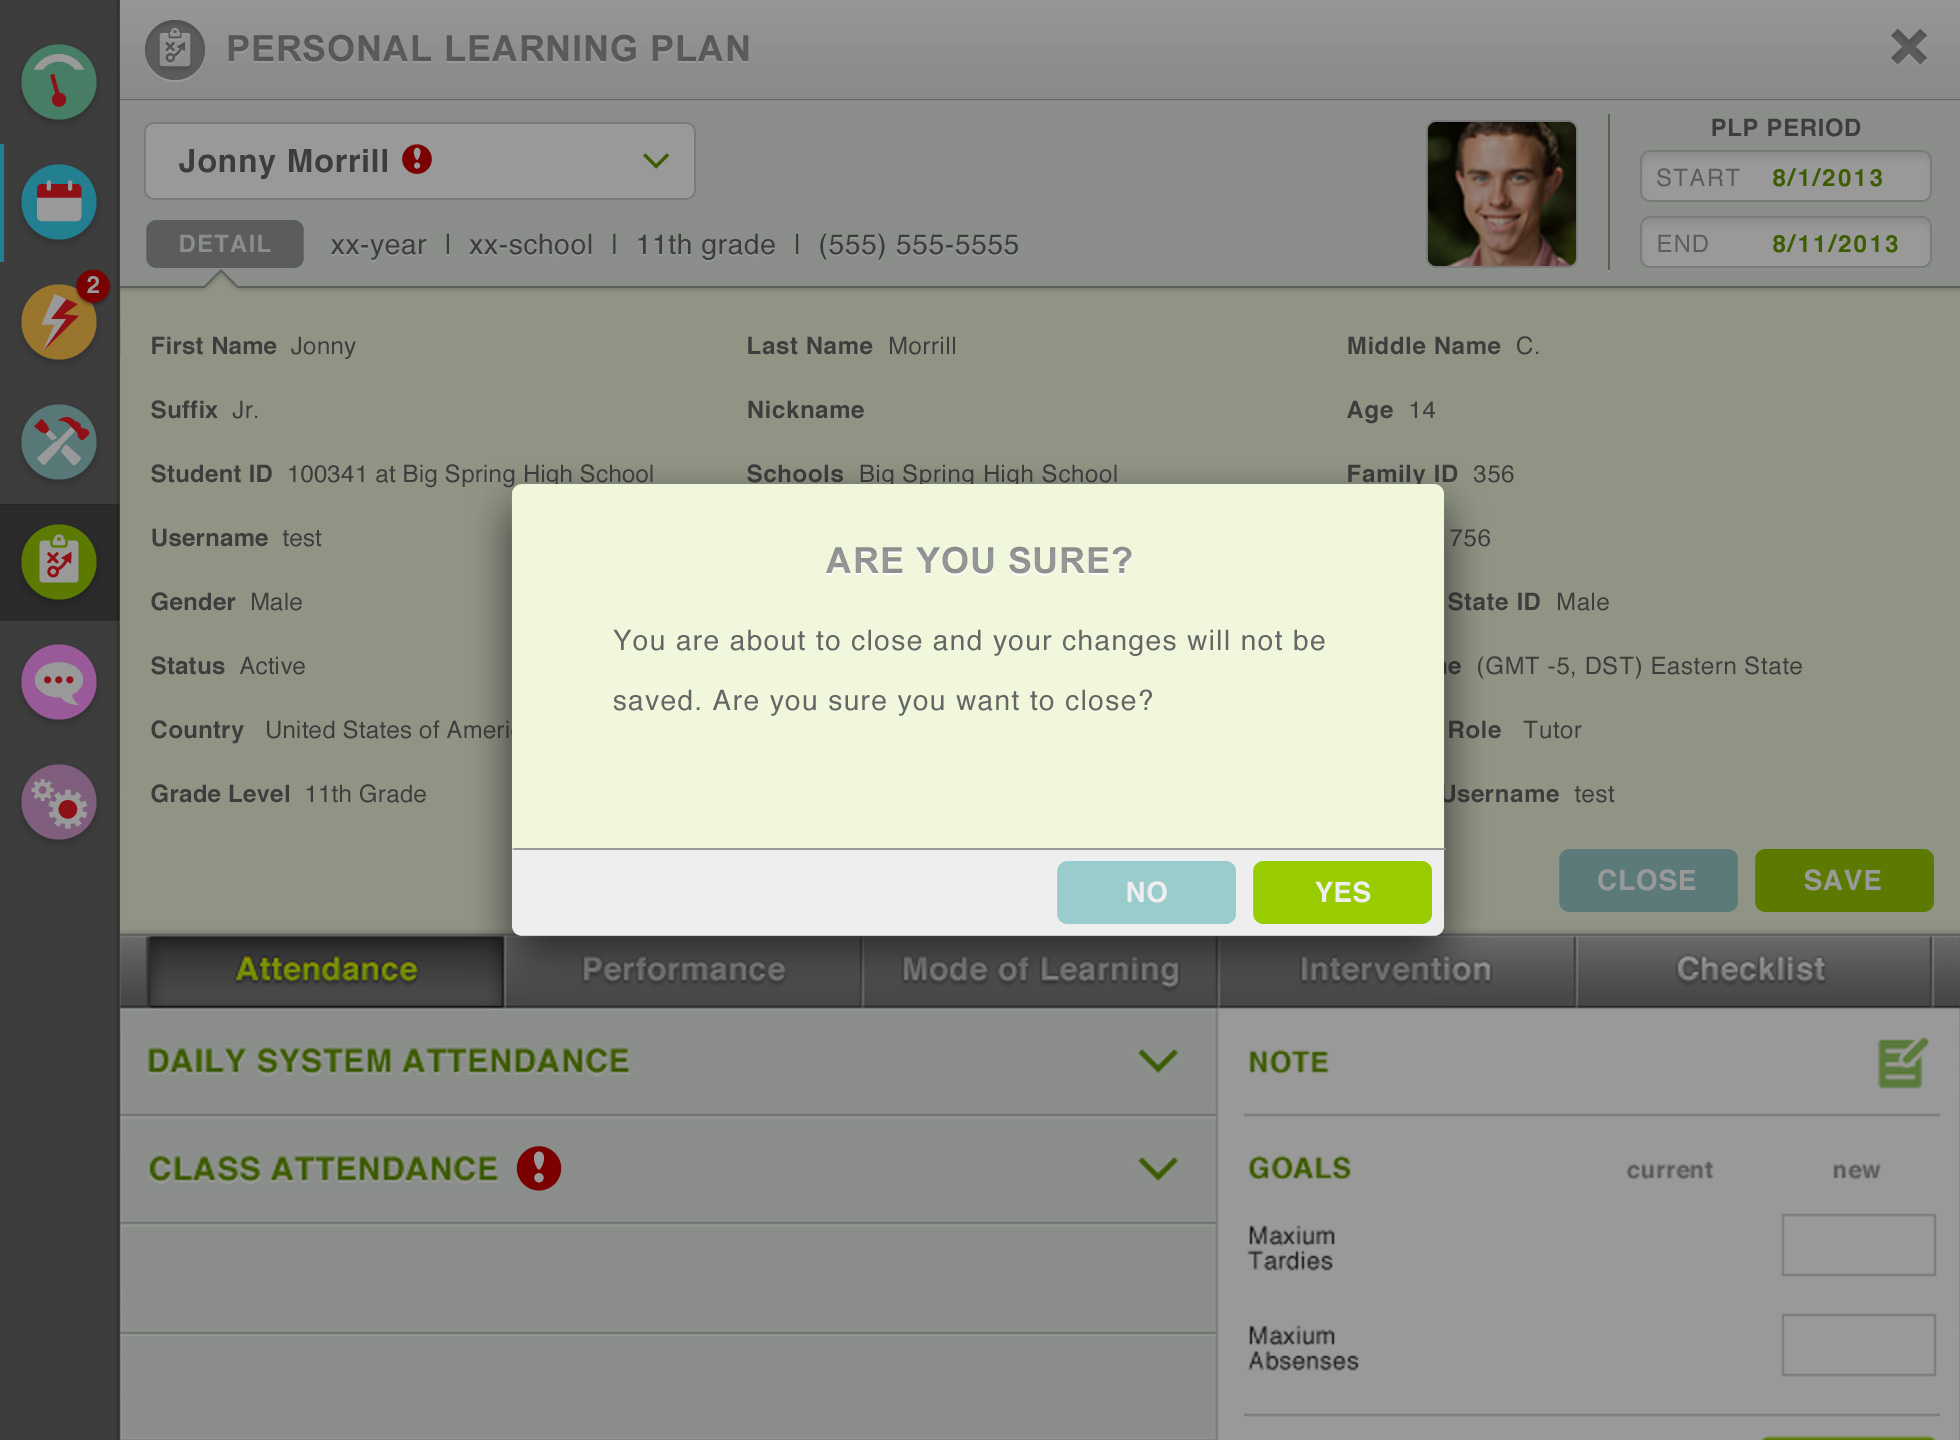 PERSONAL LEARNING PLAN
Jonny Morrill
PLP PERIOD
START 8/1/2013
END 8/11/2013
DETAIL xx-year | xx-school | 11th grade | (555) 555-5555
2
First Name Jonny Last Name Morrill Middle Name C.
Suffix Jr. Nickname Age 14
Student ID 100341 at Big Spring High School Schools Big Spring High School Family ID 356
Username test 756
Gender Male State ID Male
Status Active (GMT -5, DST) Eastern State
Country United States of Role Tutor
Grade Level 11th Grade Username test
ARE YOU SURE?
You are about to close and your changes will not be
saved. Are you sure you want to close?
NO YES
CLOSE SAVE
Attendance Performance Mode of Learning Intervention Checklist
DAILY SYSTEM ATTENDANCE
CLASS ATTENDANCE
NOTE
GOALS current new
Maxium
Tardies
Maxium
Absenses